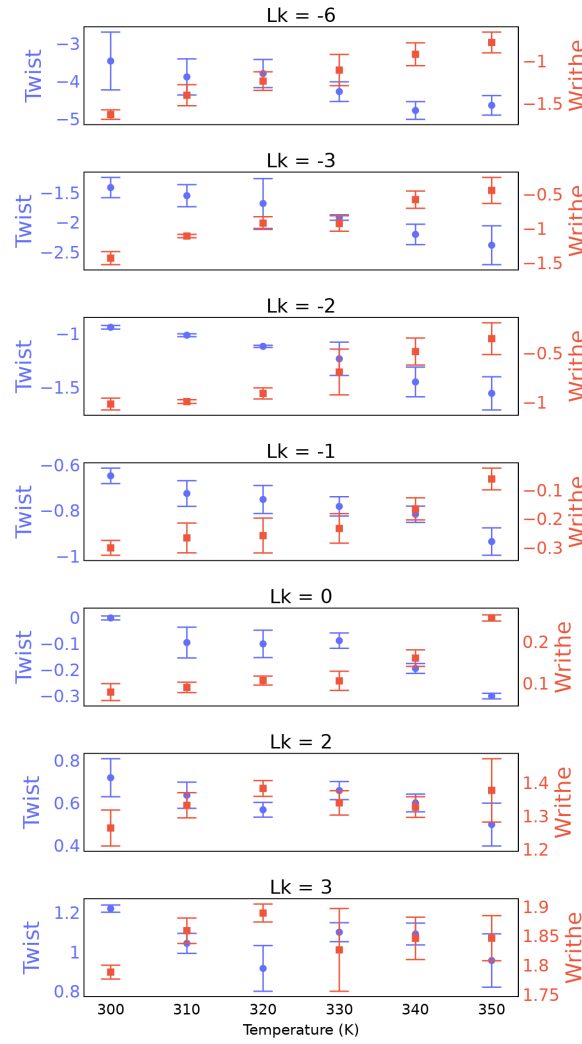 Lk = -6
−3
−4
−5
Twist
−1
−1.5
Writhe
Lk = -3
−1.5
−2
−2.5
Twist
−0.5
−1
−1.5
Writhe
Lk = -2
−1
−1.5
Twist
−0.5
−1
Writhe
Lk = -1
−0.6
−0.8
−1
Twist
−0.1
−0.2
−0.3
Writhe
Lk = 0
0
−0.1
−0.2
−0.3
Twist
0.2
0.1
Writhe
Lk = 2
0.8
0.6
0.4
Twist
1.4
1.3
1.2
Writhe
Lk = 3
1.2
1
0.8
Twist
1.9
1.85
1.8
1.75
Writhe
300 310 320 330 340 350
Temperature (K)